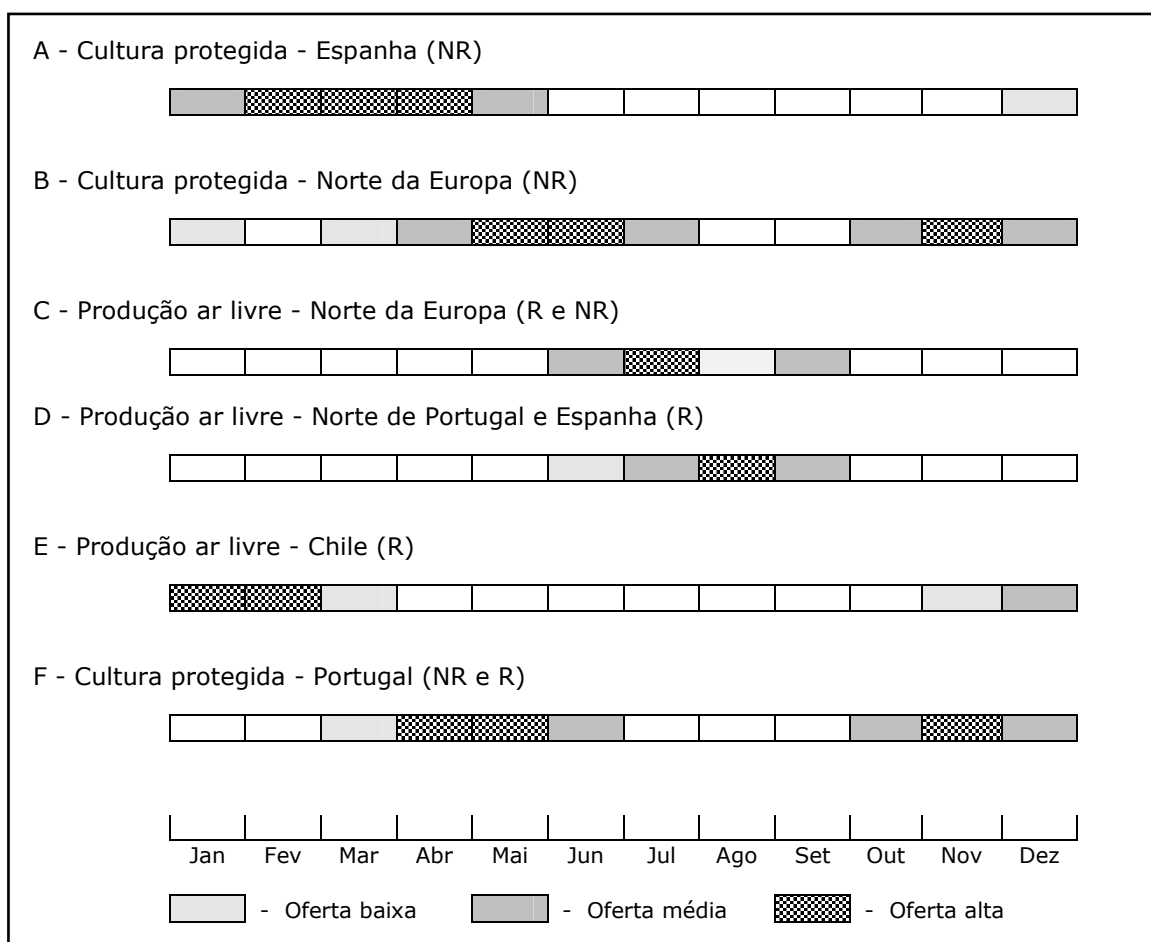 A - Cultura protegida - Espanha (NR)
B - Cultura protegida - Norte da Europa (NR)
C - Produção ar livre - Norte da Europa (R e NR)
D - Produção ar livre - Norte de Portugal e Espanha (R)
E - Produção ar livre - Chile (R)
F - Cultura protegida - Portugal (NR e R)
Jan Fev Mar Abr Mai Jun Jul Ago Set Out Nov Dez
- Oferta baixa - Oferta média - Oferta alta